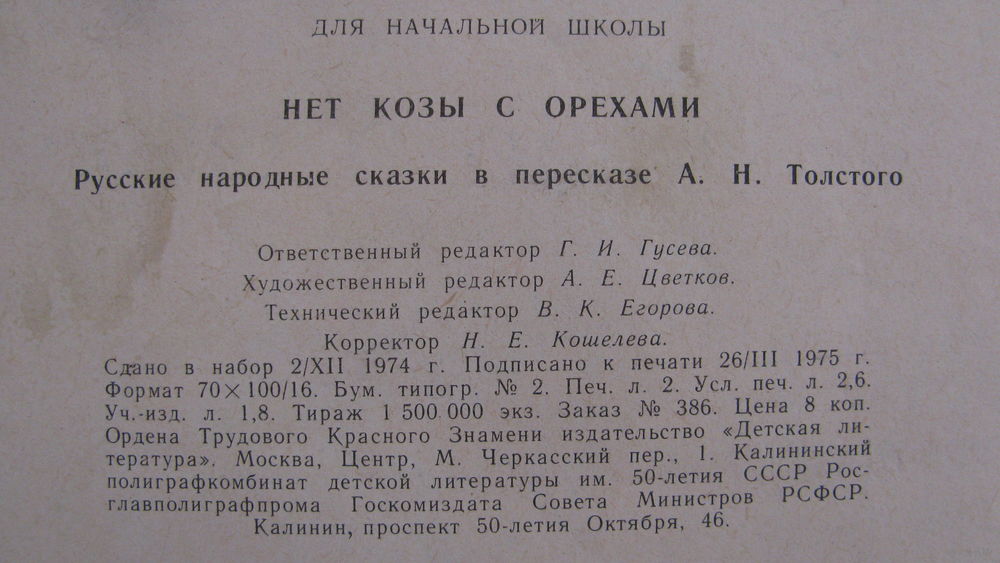 ДЛЯ НАЧАЛЬНОЙ ШКОЛЫ
НЕТ КОЗЫ С ОРЕХАМИ
Русские народные сказки в пересказе А. Н. Толстого
Ответственный редактор Г. И. Гусева.
Художественный редактор А. Е. Цветков.
Технический редактор В. К. Егорова.
Корректор Н. Е. Кошелева.
Сдано в набор 2/XII 1974 г. Подписано к печати 26/III 1975 г.
Формат 70×100/16. Бум. типогр. № 2. Печ. л. 2. Усл. печ. л. 2,6.
Уч.-изд. л. 1,8. Тираж 1 500 000 экз. Заказ № 386. Цена 8 коп.
Ордена Трудового Красного Знамени издательство «Детская ли-
тература». Москва, Центр, М. Черкасский пер., 1. Калининский
полиграфкомбинат детской литературы им. 50-летия СССР Рос-
главполиграфпрома Госкомиздата Совета Министров РСФСР.
Калинин, проспект 50-летия Октября, 46.